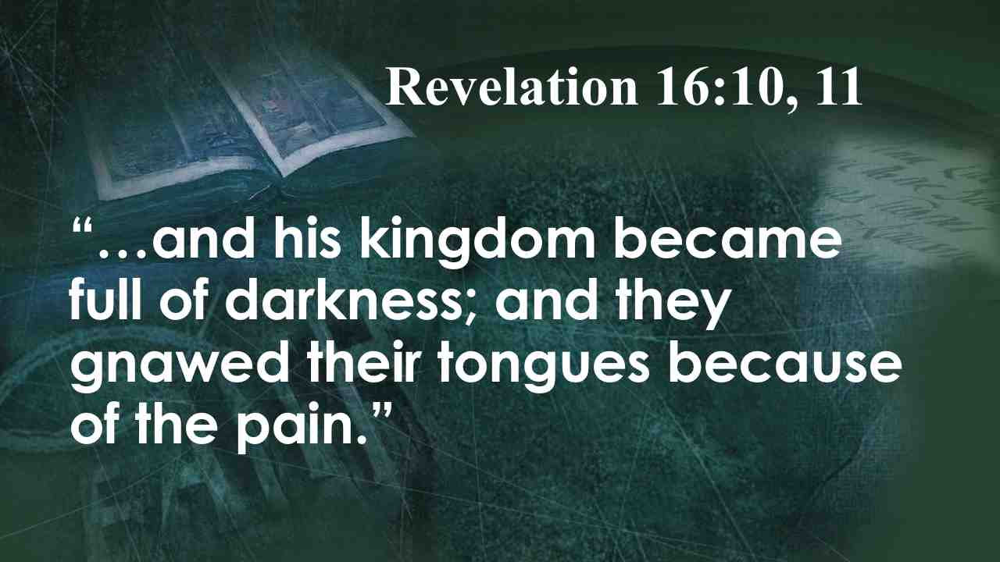 Revelation 16:10, 11
“…and his kingdom became
full of darkness; and they
gnawed their tongues because
of the pain.”